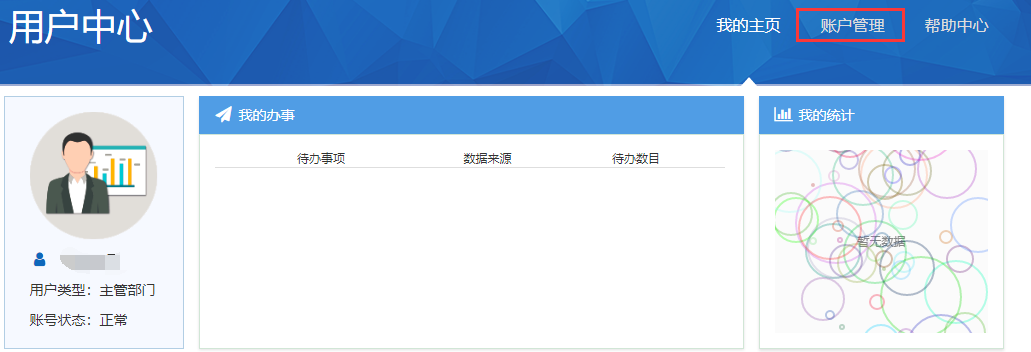 用户中心
我的主页 账户管理 帮助中心
我的办事
待办事项 数据来源 待办数目
我的统计
暂无数据
用户类型：主管部门
账号状态：正常